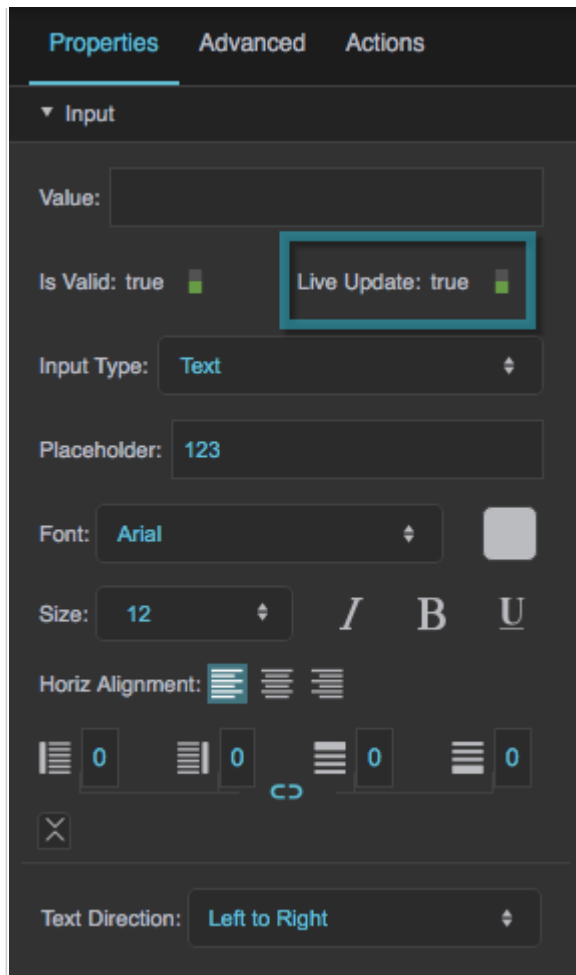 Properties Advanced Actions
Input
Value:
Is Valid: true Live Update: true
Input Type: Text
Placeholder: 123
Font: Arial
Size: 12 I B U
Horiz Alignment:
0 0 0 0
Text Direction: Left to Right